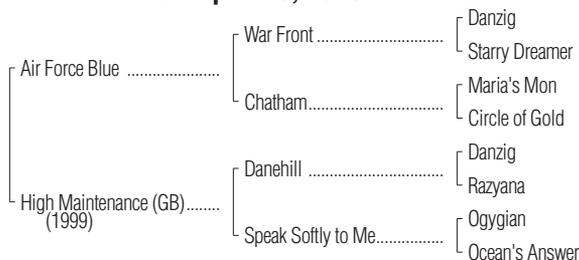 Danzig
War Front ..............................
Starry Dreamer
Air Force Blue ......................
Maria's Mon
Chatham................................
Circle of Gold
Danzig
Danehill ................................
Razyana
High Maintenance (GB)........
(1999)
Ogygian
Speak Softly to Me................
Ocean's Answer